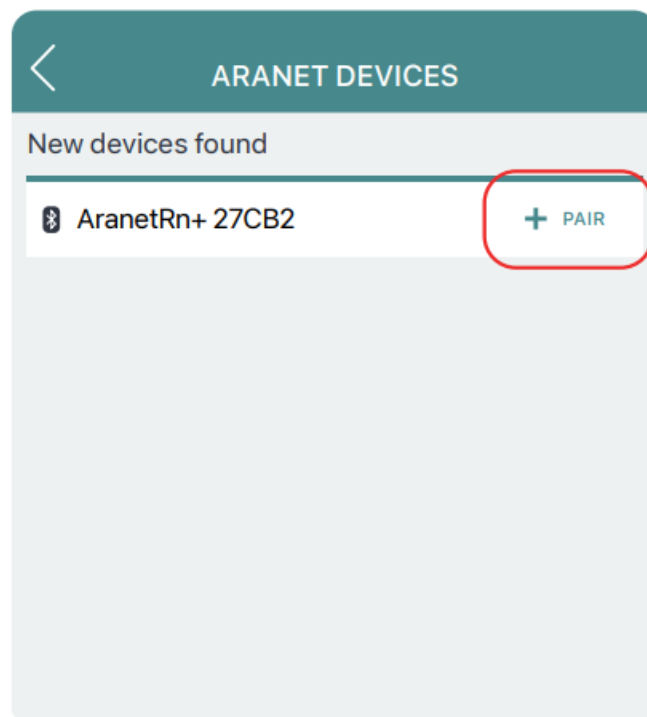 ARANET DEVICES
New devices found
AranetRn+ 27CB2
+ PAIR